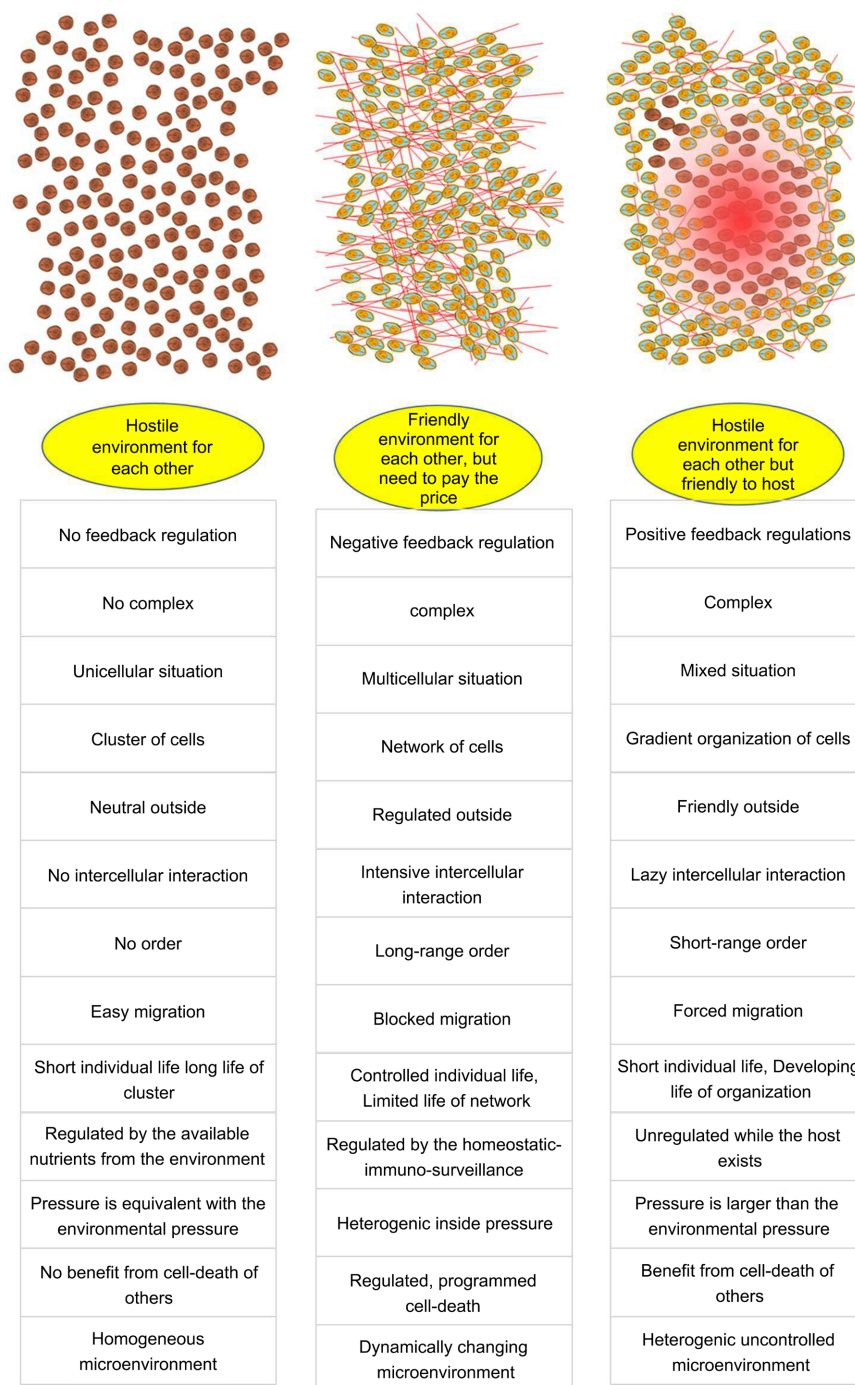 Hostile
environment for
each other
No feedback regulation
No complex
Unicellular situation
Cluster of cells
Neutral outside
No intercellular interaction
No order
Easy migration
Short individual life long life of
cluster
Regulated by the available
nutrients from the environment
Pressure is equivalent with the
environmental pressure
No benefit from cell-death of
others
Homogeneous
microenvironment
Friendly
environment for
each other, but
need to pay the
price
Negative feedback regulation
complex
Multicellular situation
Network of cells
Regulated outside
Intensive intercellular
interaction
Long-range order
Blocked migration
Controlled individual life,
Limited life of network
Regulated by the homeostatic-
immuno-surveillance
Heterogenic inside pressure
Regulated, programmed
cell-death
Dynamically changing
microenvironment
Hostile
environment for
each other but
friendly to host
Positive feedback regulations
Complex
Mixed situation
Gradient organization of cells
Friendly outside
Lazy intercellular interaction
Short-range order
Forced migration
Short individual life, Developing
life of organization
Unregulated while the host
exists
Pressure is larger than the
environmental pressure
Benefit from cell-death of
others
Heterogenic uncontrolled
microenvironment